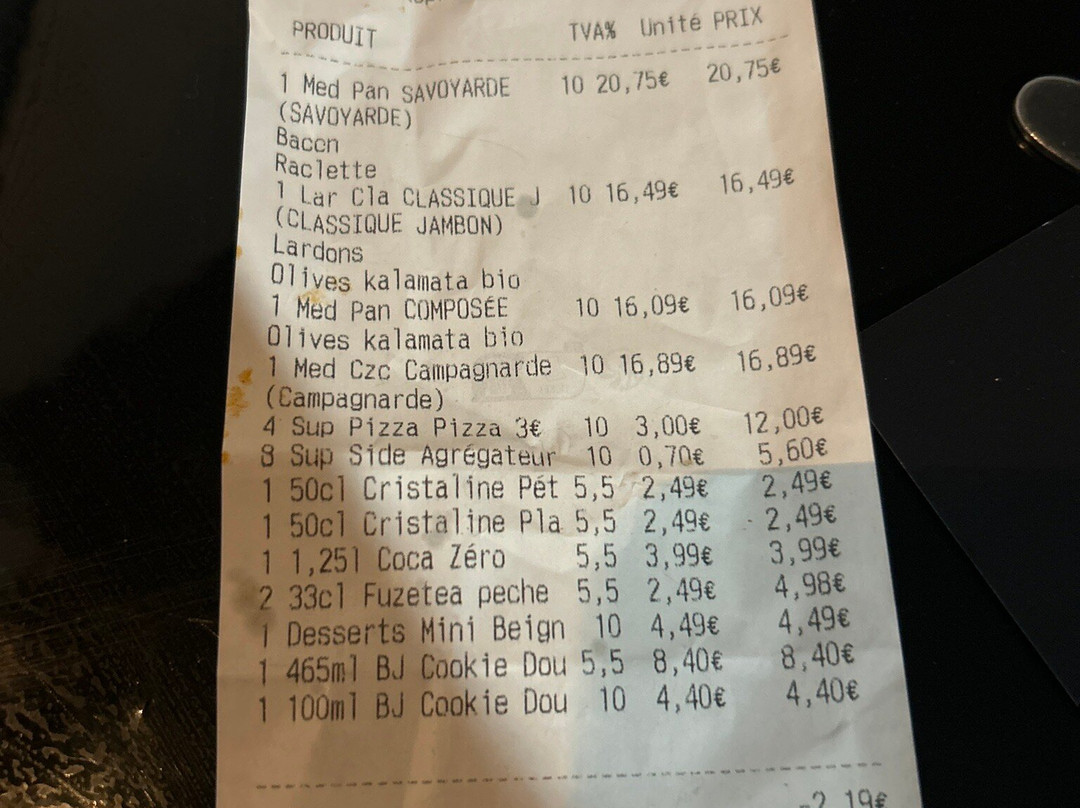 PRODUIT TVA% Unité PRIX
1 Med Pan SAVOYARDE 10 20,75€ 20,75€
(SAVOYARDE)
Bacon
Raclette
1 Lar Cla CLASSIQUE J 10 16,49€ 16,49€
(CLASSIQUE JAMBON)
Lardons
Olives kalamata bio
1 Med Pan COMPOSÉE 10 16,09€ 16,09€
Olives kalamata bio
1 Med Czc Campagnarde 10 16,89€ 16,89€
(Campagnarde)
4 Sup Pizza Pizza 3€ 10 3,00€ 12,00€
8 Sup Side Agrégateur 10 0,70€ 5,60€
1 50cl Cristaline Pét 5,5 2,49€ 2,49€
1 50cl Cristaline Pla 5,5 2,49€ 2,49€
1 1,25l Coca Zéro 5,5 3,99€ 3,99€
2 33cl Fuzetea peche 5,5 2,49€ 4,98€
1 Desserts Mini Beign 10 4,49€ 4,49€
1 465ml BJ Cookie Dou 5,5 8,40€ 8,40€
1 100ml BJ Cookie Dou 10 4,40€ 4,40€
-2,19€